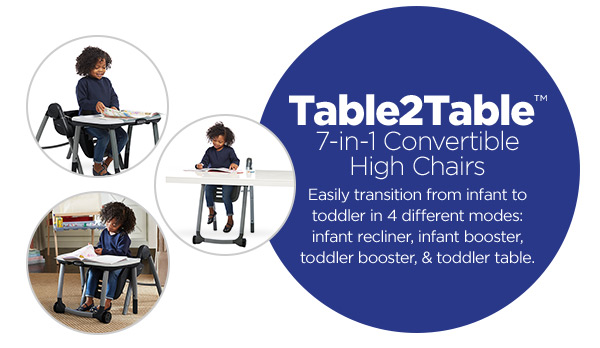 Table2Table™
7-in-1 Convertible
High Chairs
Easily transition from infant to
toddler in 4 different modes:
infant recliner, infant booster,
toddler booster, & toddler table.